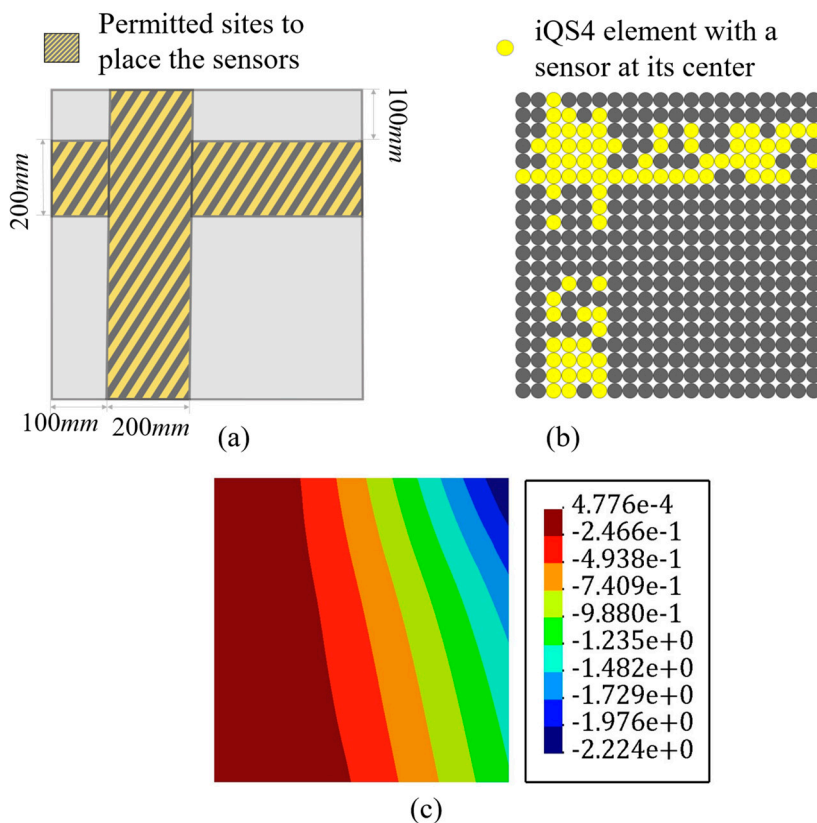 Permitted sites to
place the sensors
iQS4 element with a
sensor at its center
100mm
200mm
100mm
200mm
(a)
(b)
4.776e-4
-2.466e-1
-4.938e-1
-7.409e-1
-9.880e-1
-1.235e+0
-1.482e+0
-1.729e+0
-1.976e+0
-2.224e+0
(c)